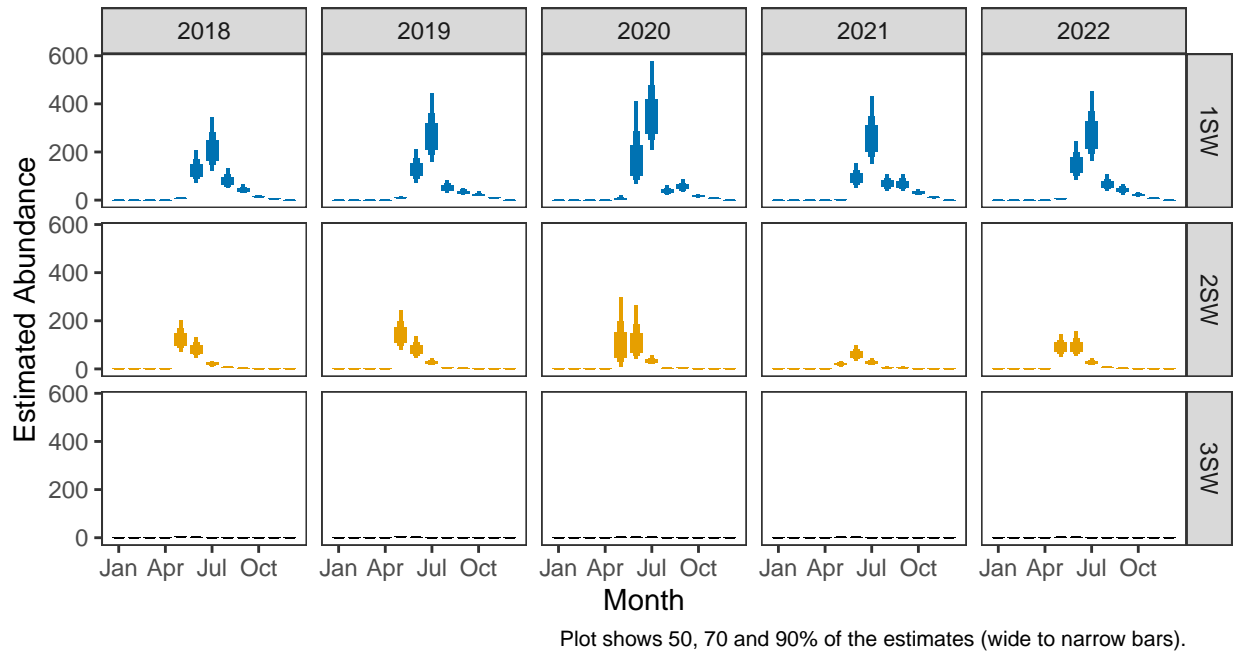 2018 2019 2020 2021 2022
Estimated Abundance
600
400
200
0
1SW
600
400
200
0
2SW
600
400
200
0
3SW
Jan Apr Jul Oct Jan Apr Jul Oct Jan Apr Jul Oct Jan Apr Jul Oct Jan Apr Jul Oct
Month
Plot shows 50, 70 and 90% of the estimates (wide to narrow bars).